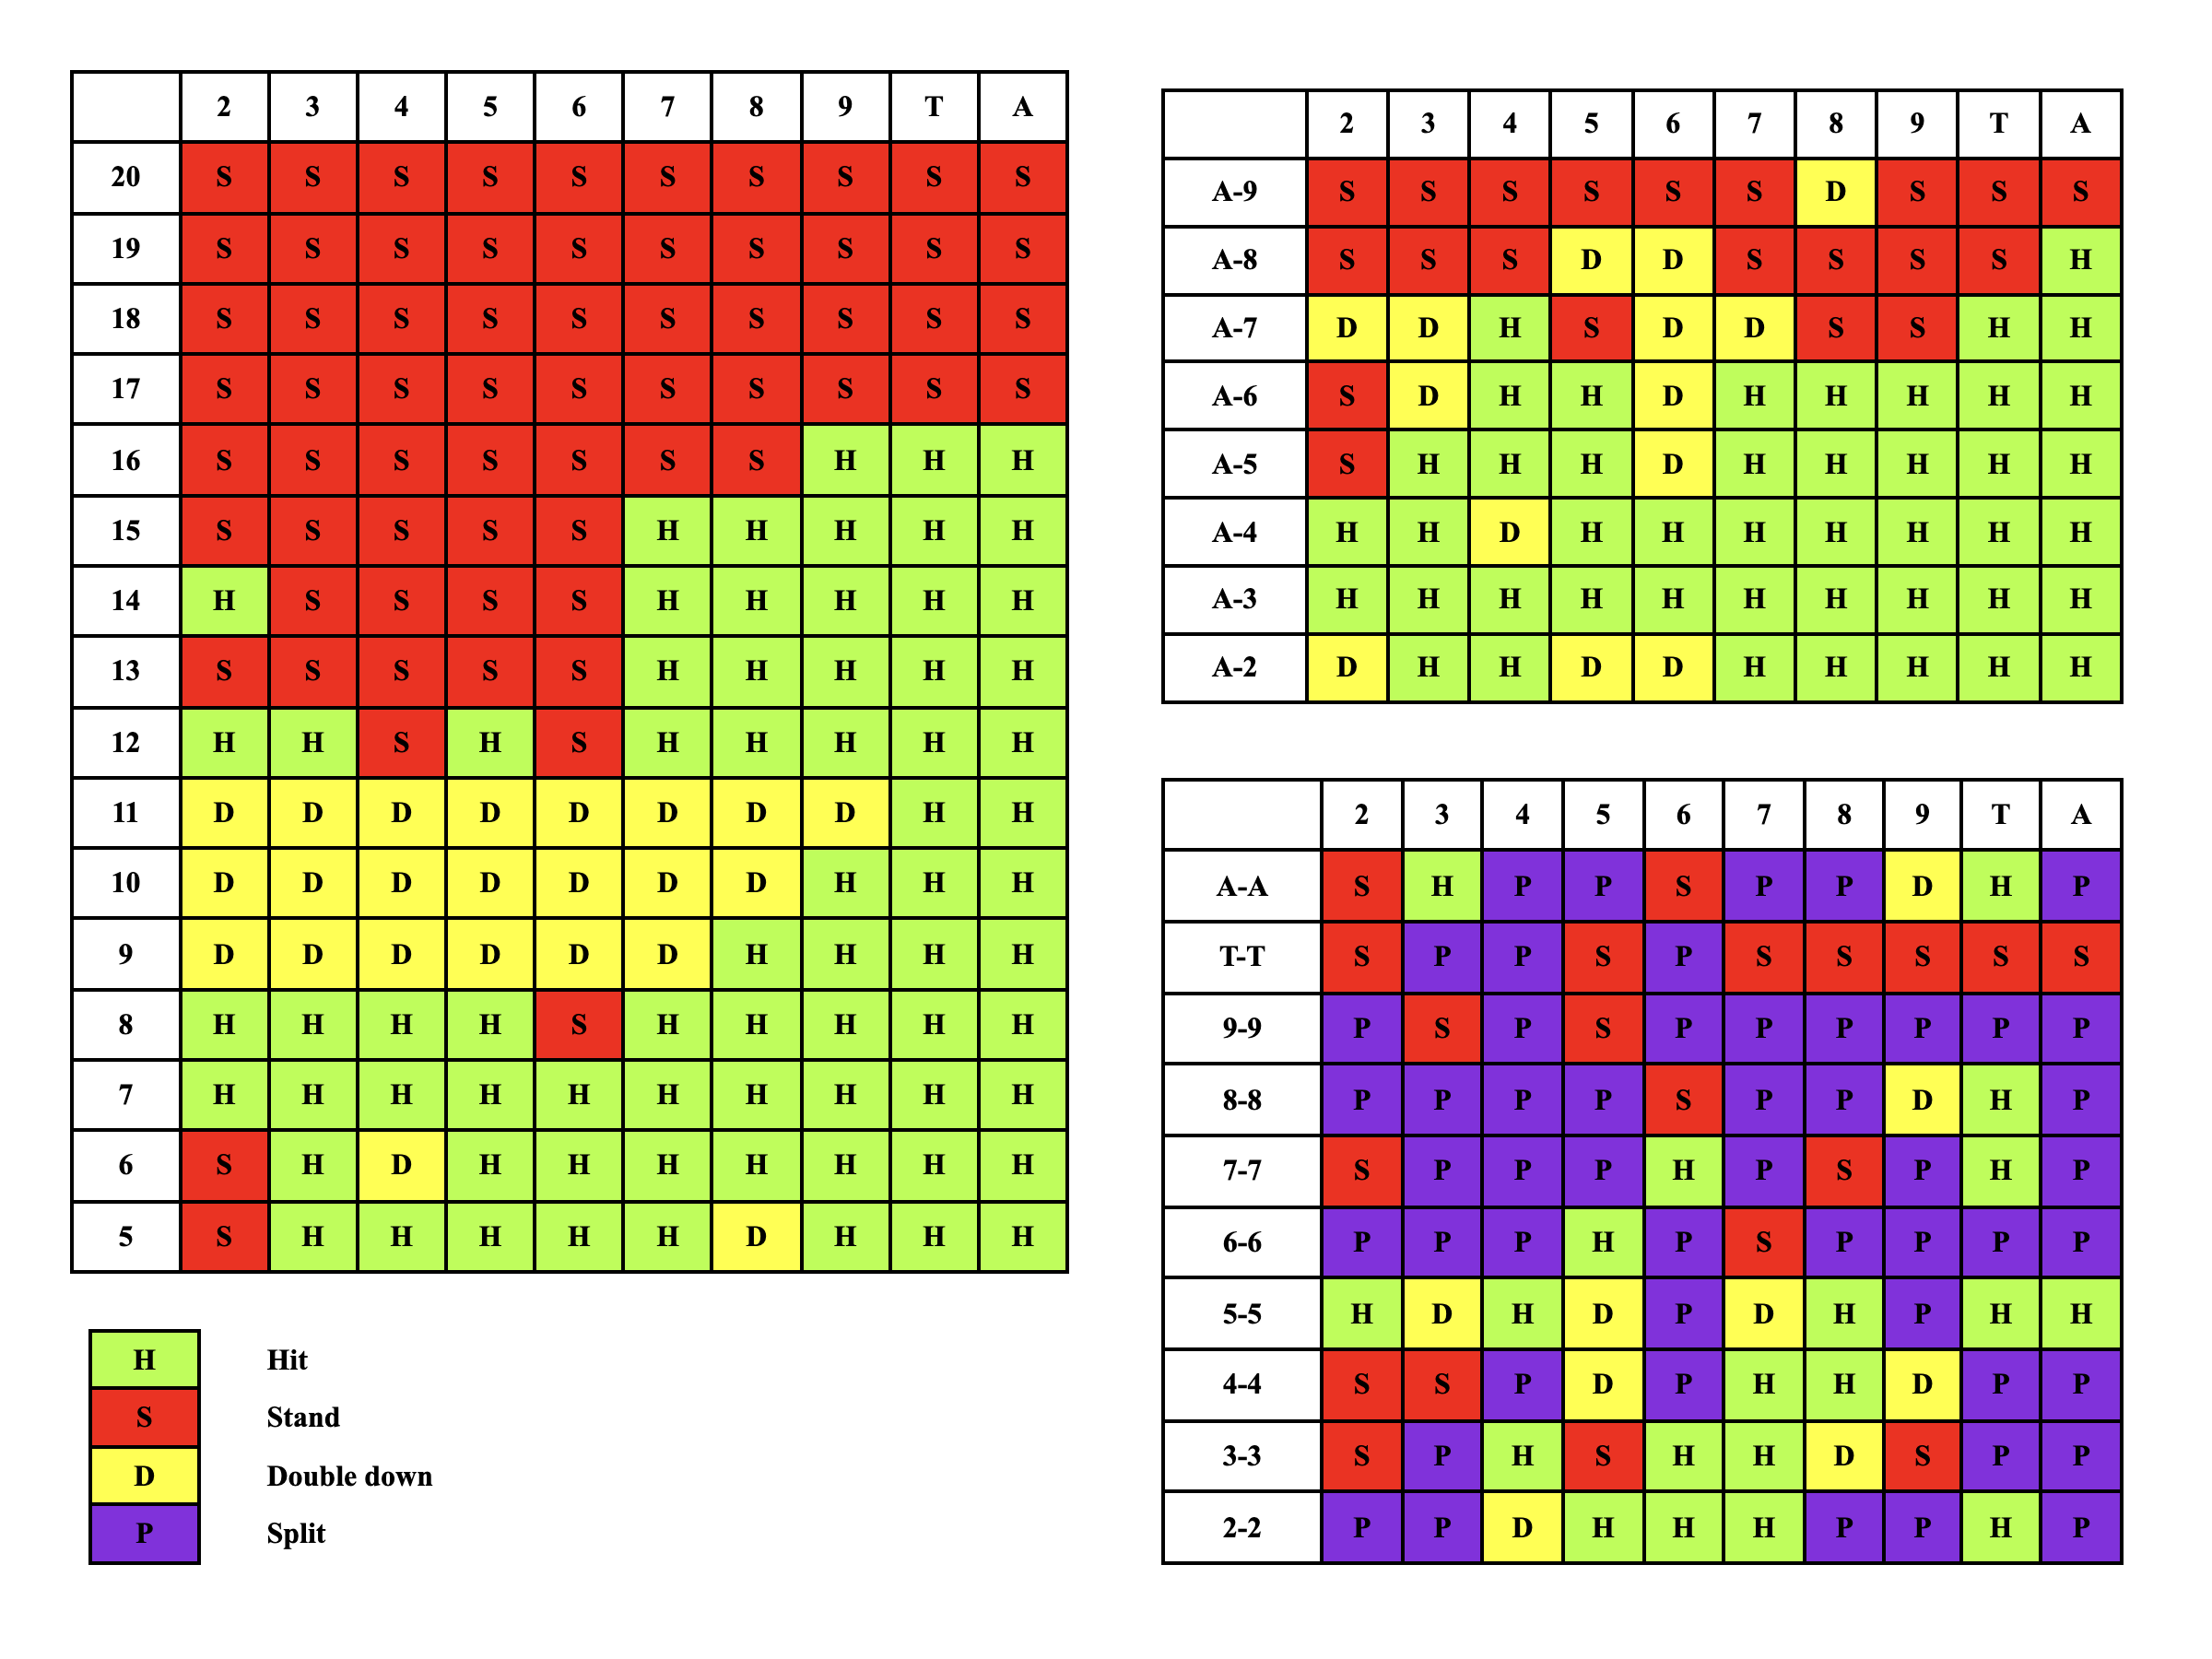 2 3 4 5 6 7 8 9 T A
20 S S S S S S S S S S
19 S S S S S S S S S S
18 S S S S S S S S S S
17 S S S S S S S S S S
16 S S S S S S S H H H
15 S S S S S H H H H H
14 H S S S S H H H H H
13 S S S S S H H H H H
12 H H S H S H H H H H
11 D D D D D D D D H H
10 D D D D D D D H H H
9 D D D D D D H H H H
8 H H H H S H H H H H
7 H H H H H H H H H H
6 S H D H H H H H H H
5 S H H H H H D H H H
H Hit
S Stand
D Double down
P Split
2 3 4 5 6 7 8 9 T A
A-9 S S S S S S D S S S
A-8 S S S D D S S S S H
A-7 D D H S D D S S H H
A-6 S D H H D H H H H H
A-5 S H H H D H H H H H
A-4 H H D H H H H H H H
A-3 H H H H H H H H H H
A-2 D H H D D H H H H H
2 3 4 5 6 7 8 9 T A
A-A S H P P S P P D H P
T-T S P P S P S S S S S
9-9 P S P S P P P P P P
8-8 P P P P S P P D H P
7-7 S P P P H P S P H P
6-6 P P P H P S P P P P
5-5 H D H D P D H P H H
4-4 S S P D P H H D P P
3-3 S P H S H H D S P P
2-2 P P D H H H P P H P